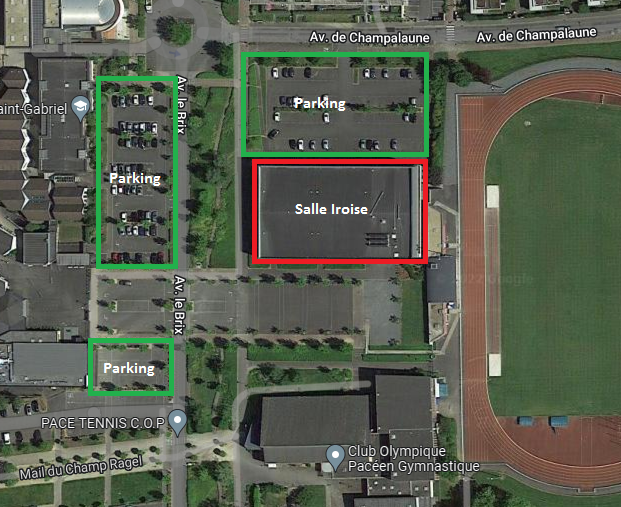 Av. de Champalaune
Av. de Champalaune
Av. le Brix
Parking
aint-Gabriel
Parking
Salle Iroise
Av. le Brix
Parking
PACE TENNIS C.O.P
Club Olympique
Pacéen Gymnastique
Mail du Champ Ragel